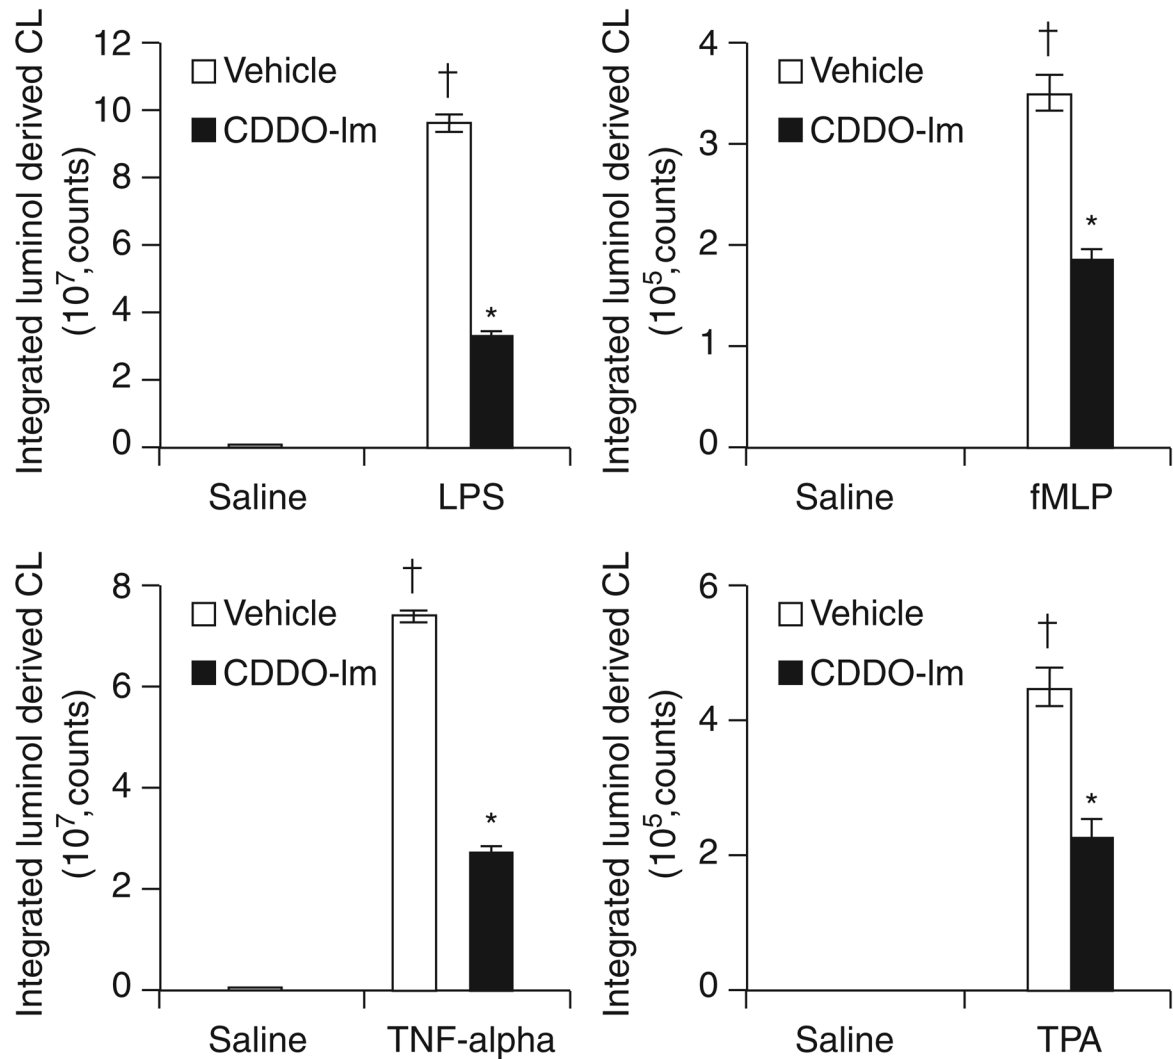 Integrated luminol derived CL
(10⁷,counts)
12
10
8
6
4
2
0
Vehicle
CDDO-Im
†
*
Saline
LPS
Integrated luminol derived CL
(10⁵,counts)
4
3
2
1
0
Vehicle
CDDO-Im
†
*
Saline
fMLP
Integrated luminol derived CL
(10⁷,counts)
8
6
4
2
0
Vehicle
CDDO-Im
†
*
Saline
TNF-alpha
Integrated luminol derived CL
(10⁵,counts)
6
4
2
0
Vehicle
CDDO-Im
†
*
Saline
TPA